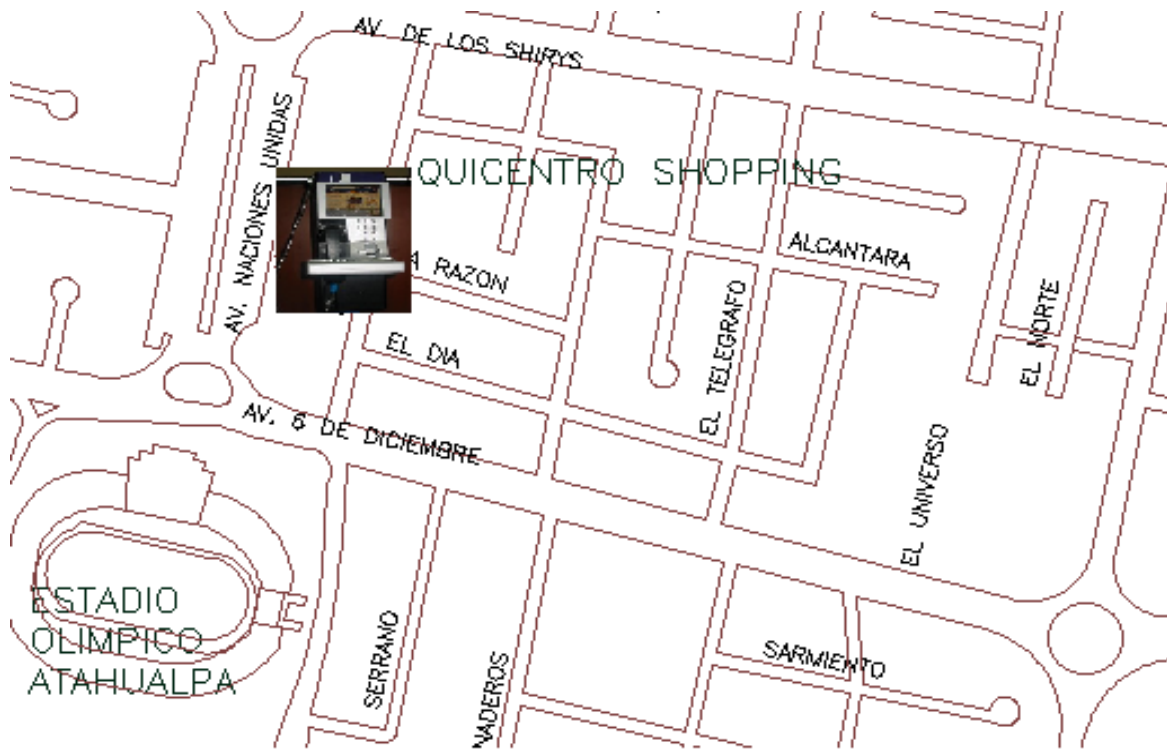 AV. DE LOS SHIRYS
AV. NACIONES UNIDAS
QUICENTRO SHOPPING
A RAZON
ALCANTARA
EL DIA
EL TELEGRAFO
EL NORTE
AV. 6 DE DICIEMBRE
EL UNIVERSO
ESTADIO
OLIMPICO
ATAHUALPA
SERRANO
NADEROS
SARMIENTO